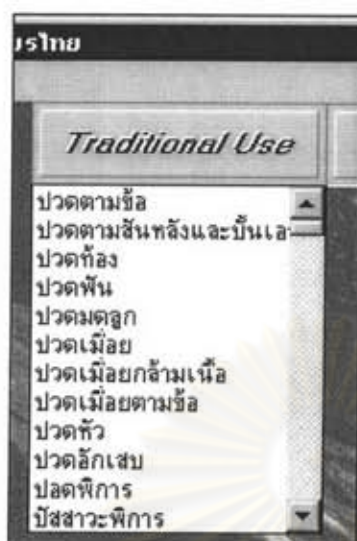 ยรไทย
Traditional Use
ปวดตามข้อ
ปวดตามสันหลังและบั้นเอว
ปวดท้อง
ปวดฟัน
ปวดมดลูก
ปวดเมื่อย
ปวดเมื่อยกล้ามเนื้อ
ปวดเมื่อยตามข้อ
ปวดหัว
ปวดอักเสบ
ปอดพิการ
ปัสสาวะพิการ